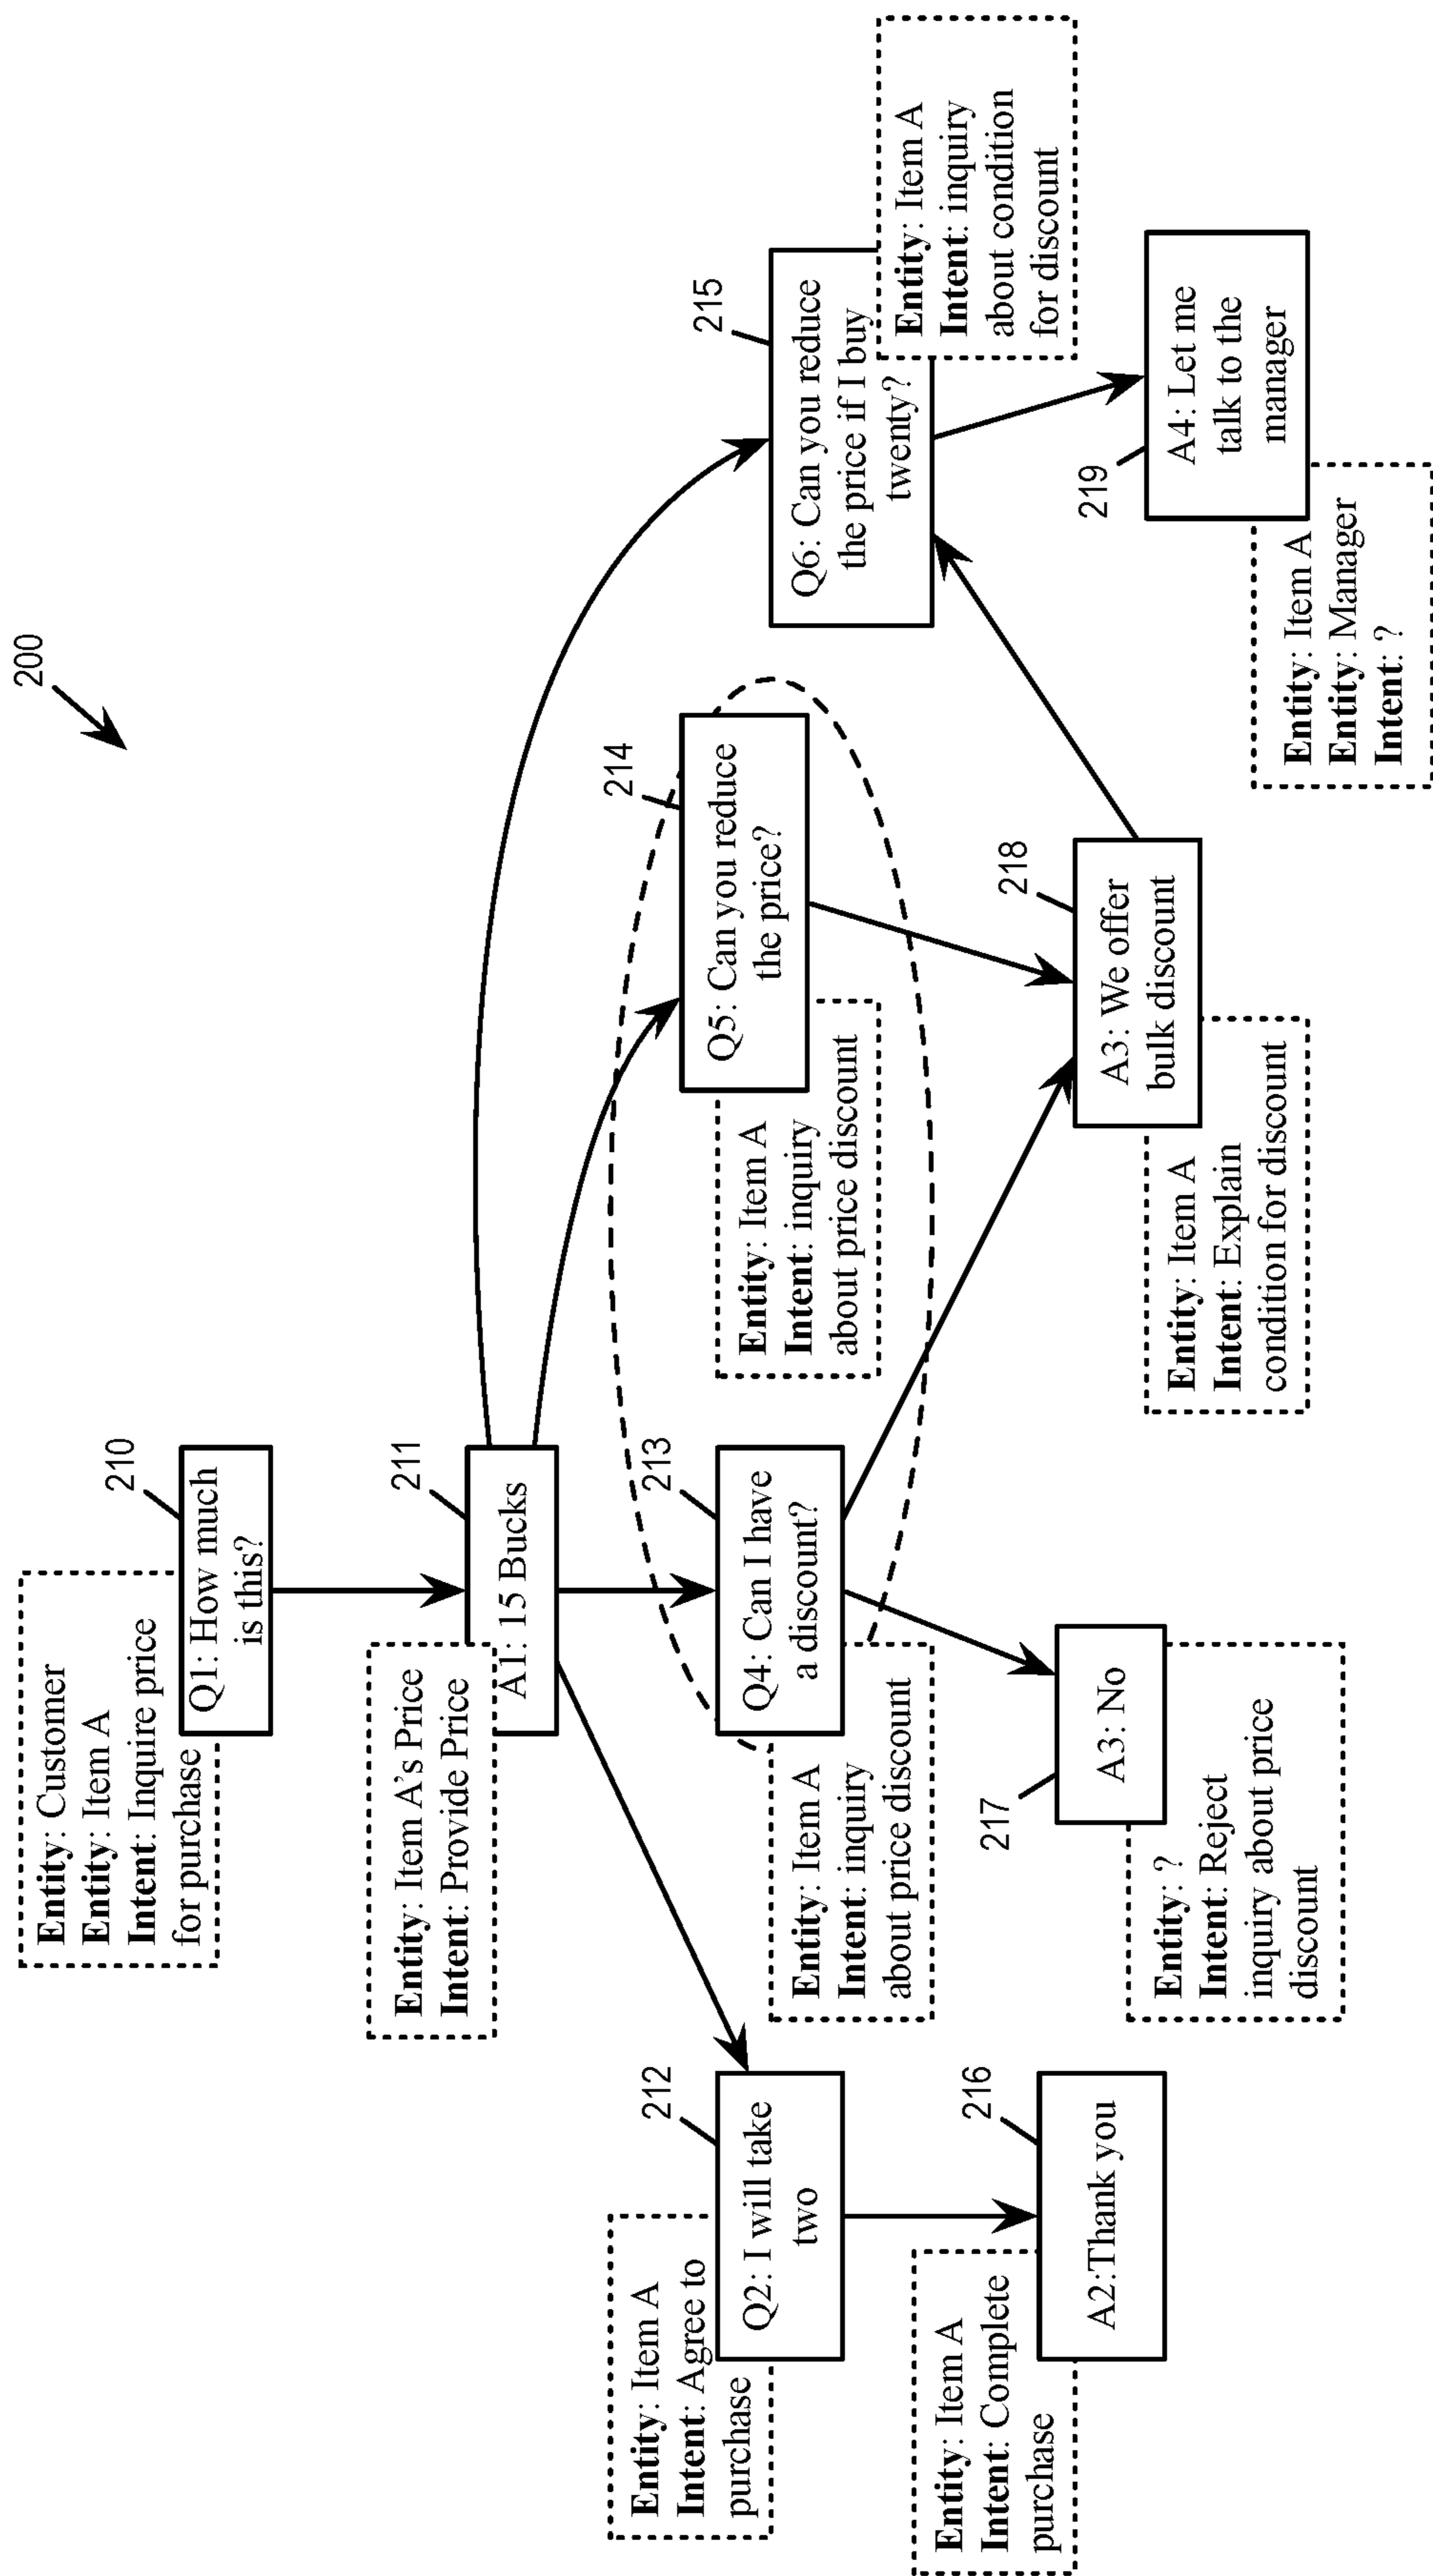 200
Entity: Customer
Entity: Item A
Intent: Inquire price
for purchase
210
Q1: How much
is this?
Entity: Item A's Price
Intent: Provide Price
211
A1: 15 Bucks
Entity: Item A
Intent: Agree to
purchase
212
Q2: I will take
two
213
Q4: Can I have
a discount?
Entity: Item A
Intent: inquiry
about price discount
214
Q5: Can you reduce
the price?
Entity: Item A
Intent: inquiry
about price discount
215
Q6: Can you reduce
the price if I buy
twenty?
Entity: Item A
Intent: inquiry
about condition
for discount
Entity: Item A
Intent: Complete
purchase
216
A2:Thank you
217
A3: No
Entity: ?
Intent: Reject
inquiry about price
discount
218
A3: We offer
bulk discount
Entity: Item A
Intent: Explain
condition for discount
219
A4: Let me
talk to the
manager
Entity: Item A
Entity: Manager
Intent: ?